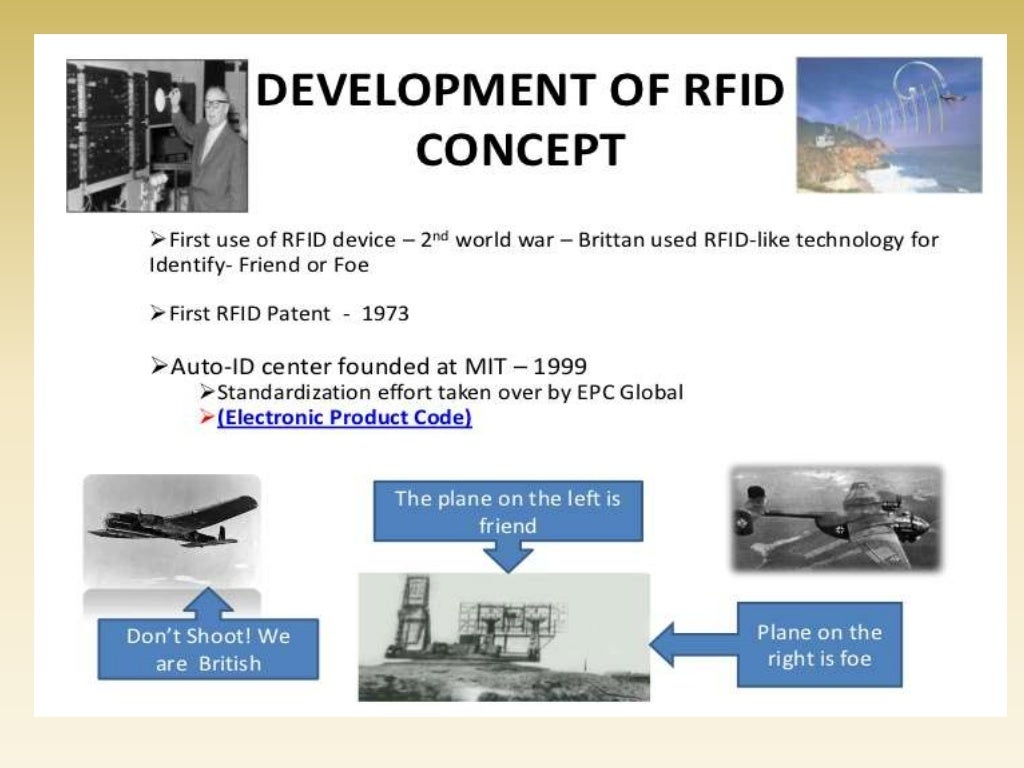 DEVELOPMENT OF RFID
CONCEPT
➢First use of RFID device – 2nd world war – Brittan used RFID-like technology for
Identify- Friend or Foe
➢First RFID Patent - 1973
➢Auto-ID center founded at MIT – 1999
➢Standardization effort taken over by EPC Global
➢(Electronic Product Code)
The plane on the left is
friend
Don’t Shoot! We
are British
Plane on the
right is foe